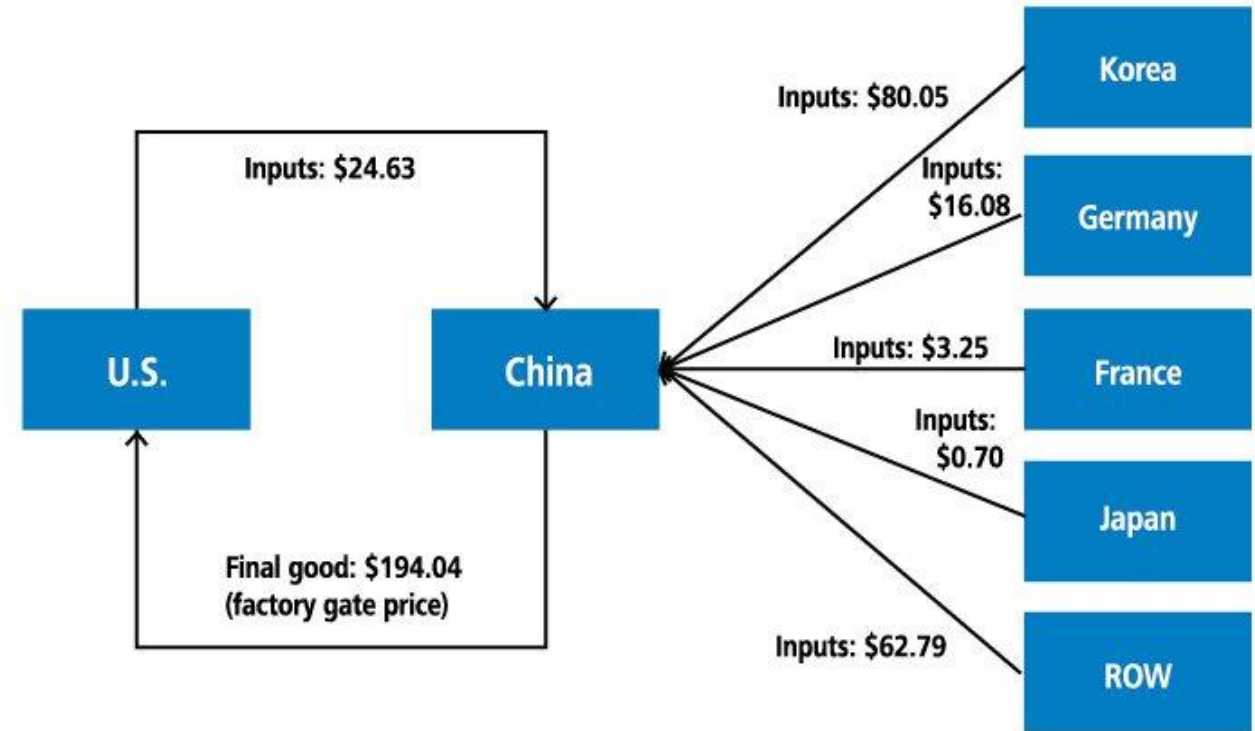 Korea
Inputs: $80.05
Inputs: $24.63
Inputs:
$16.08
Germany
Inputs: $3.25
U.S.
China
France
Inputs:
$0.70
Japan
Final good: $194.04
(factory gate price)
Inputs: $62.79
ROW